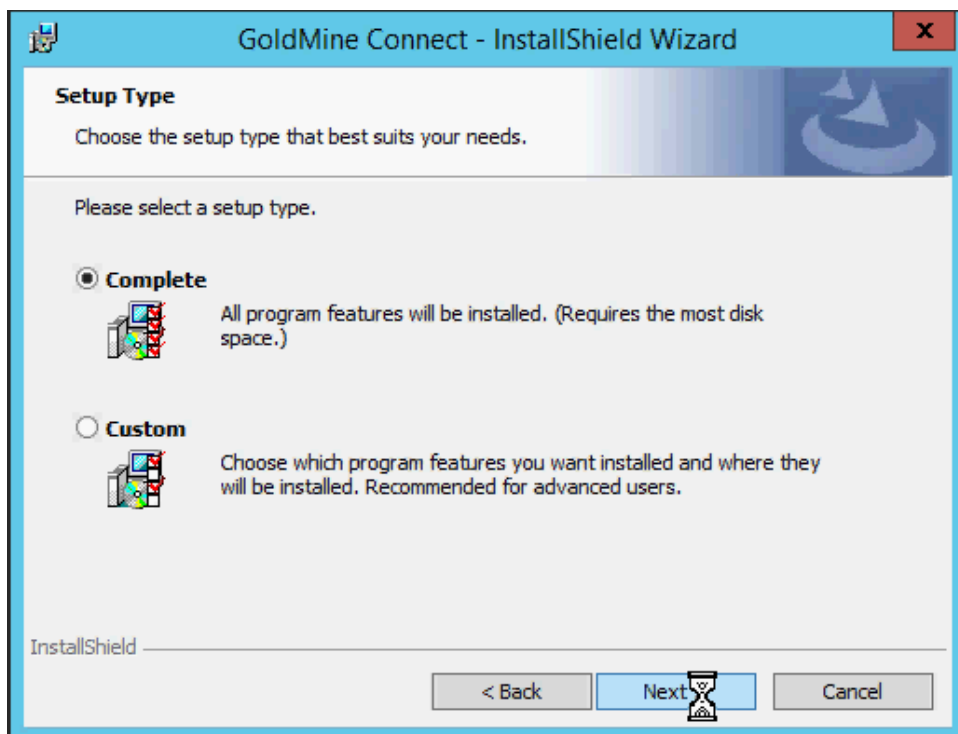 GoldMine Connect - InstallShield Wizard
x
Setup Type
Choose the setup type that best suits your needs.
Please select a setup type.
Complete
All program features will be installed. (Requires the most disk
space.)
Custom
Choose which program features you want installed and where they
will be installed. Recommended for advanced users.
InstallShield
< Back
Next
Cancel